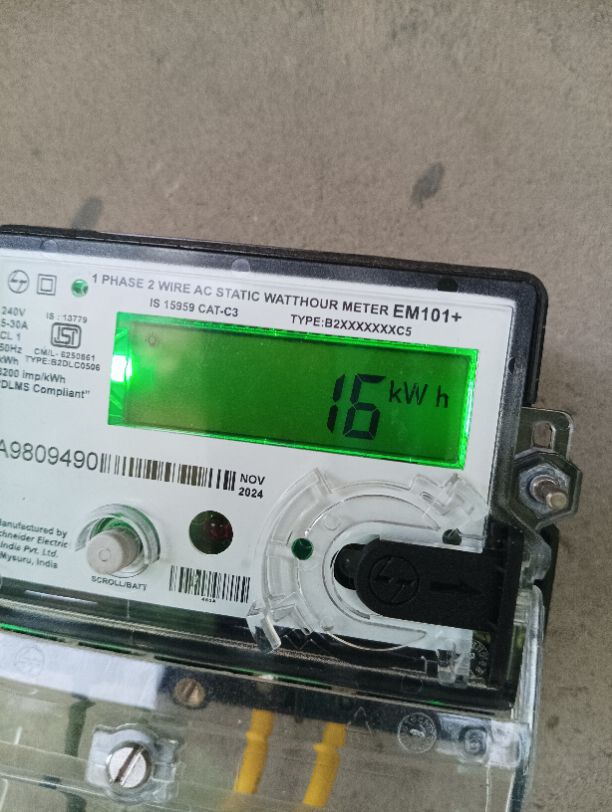 1 PHASE 2 WIRE AC STATIC WATTHOUR METER EM101+
IS 15959 CAT-C3 TYPE:B2XXXXXXXC5
240V
5-30A
CL 1
50Hz
kWh
3200 imp/kWh
DLMS Compliant"
IS : 13779
ISI
CM/L- 6250861
TYPE:B2DLC0506
16 kWh
A9809490
NOV
2024
Manufactured by
Schneider Electric
India Pvt. Ltd.
Mysuru, India
SCROLL/BATT